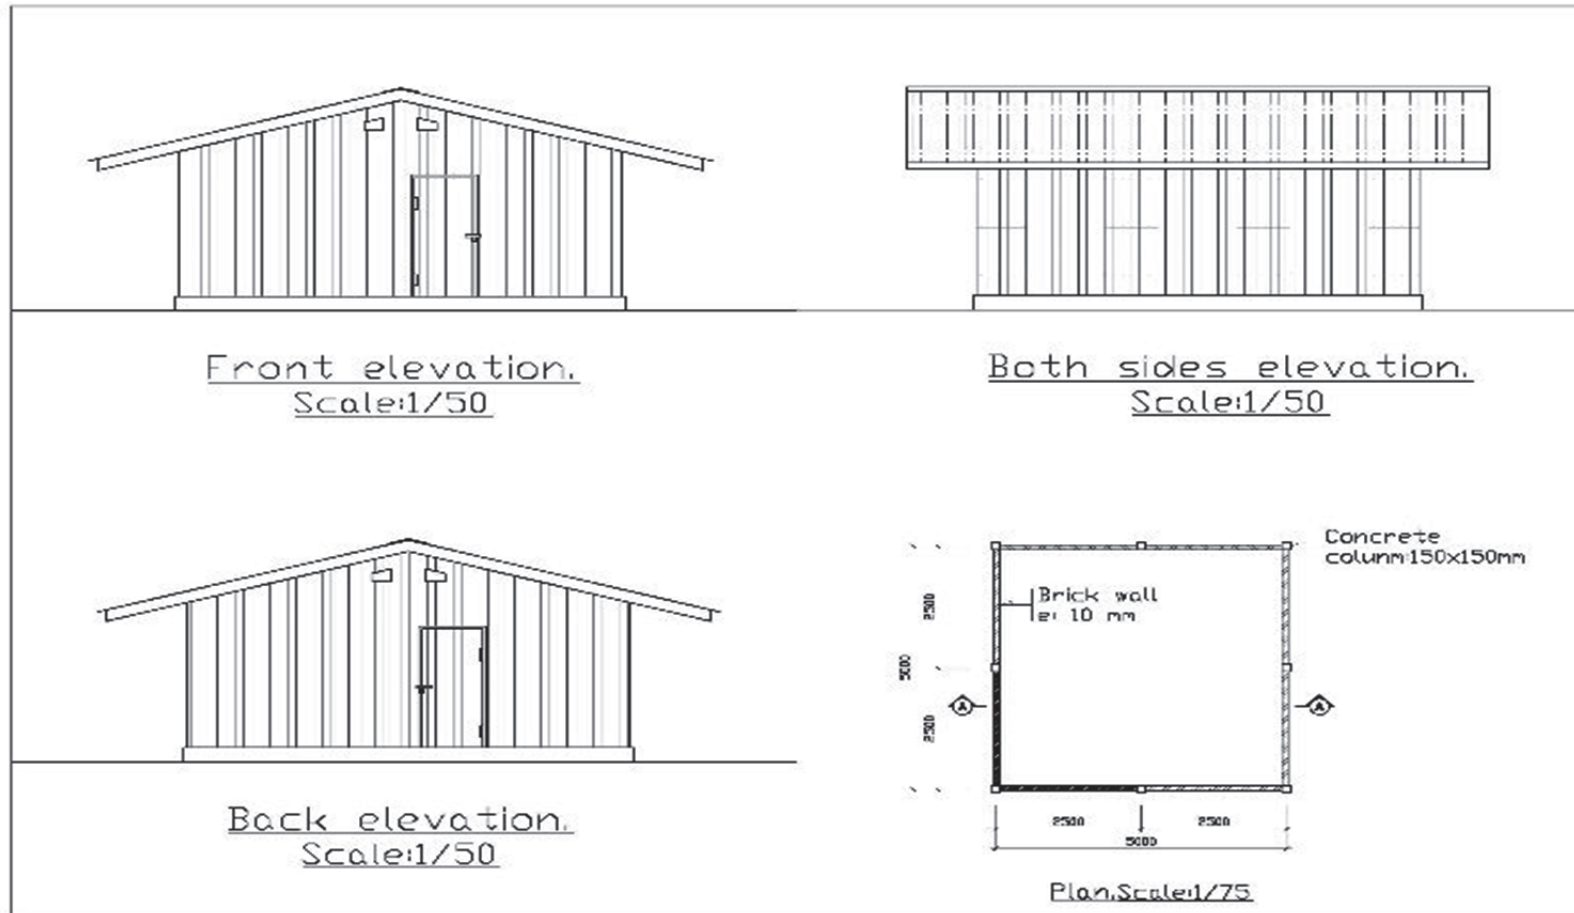 Front elevation.
Scale:1/50
Both sides elevation.
Scale:1/50
Back elevation.
Scale:1/50
Concrete
colunm:150x150mm
Brick wall
e: 10 mm
2500
5000
2500
A
A
2500
2500
5000
Plan.Scale:1/75